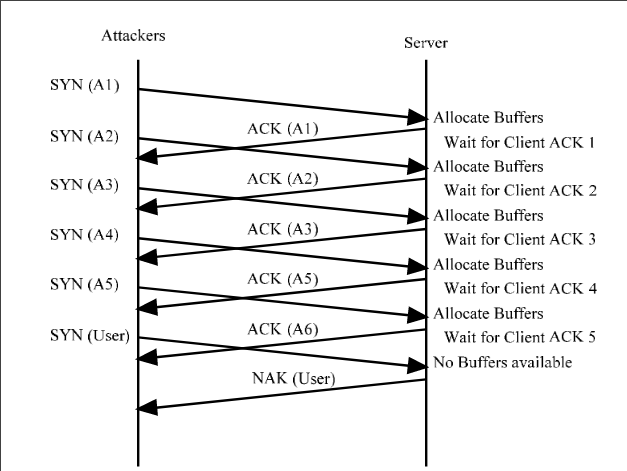 Attackers
Server
SYN (A1)
Allocate Buffers
ACK (A1)
Wait for Client ACK 1
SYN (A2)
Allocate Buffers
ACK (A2)
Wait for Client ACK 2
SYN (A3)
Allocate Buffers
ACK (A3)
Wait for Client ACK 3
SYN (A4)
Allocate Buffers
ACK (A5)
Wait for Client ACK 4
SYN (A5)
Allocate Buffers
ACK (A6)
Wait for Client ACK 5
SYN (User)
No Buffers available
NAK (User)